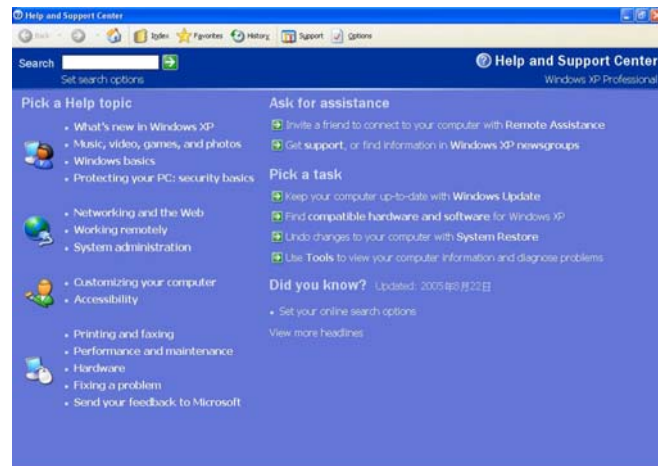 Help and Support Center
Back
Index
Favorites
History
Support
Options
Search
Set search options
Help and Support Center
Windows XP Professional
Pick a Help topic
What's new in Windows XP
Music, video, games, and photos
Windows basics
Protecting your PC: security basics
Networking and the Web
Working remotely
System administration
Customizing your computer
Accessibility
Printing and faxing
Performance and maintenance
Hardware
Fixing a problem
Send your feedback to Microsoft
Ask for assistance
Invite a friend to connect to your computer with Remote Assistance
Get support, or find information in Windows XP newsgroups
Pick a task
Keep your computer up-to-date with Windows Update
Find compatible hardware and software for Windows XP
Undo changes to your computer with System Restore
Use Tools to view your computer information and diagnose problems
Did you know? Updated: 2005年8月22日
Set your online search options
View more headlines